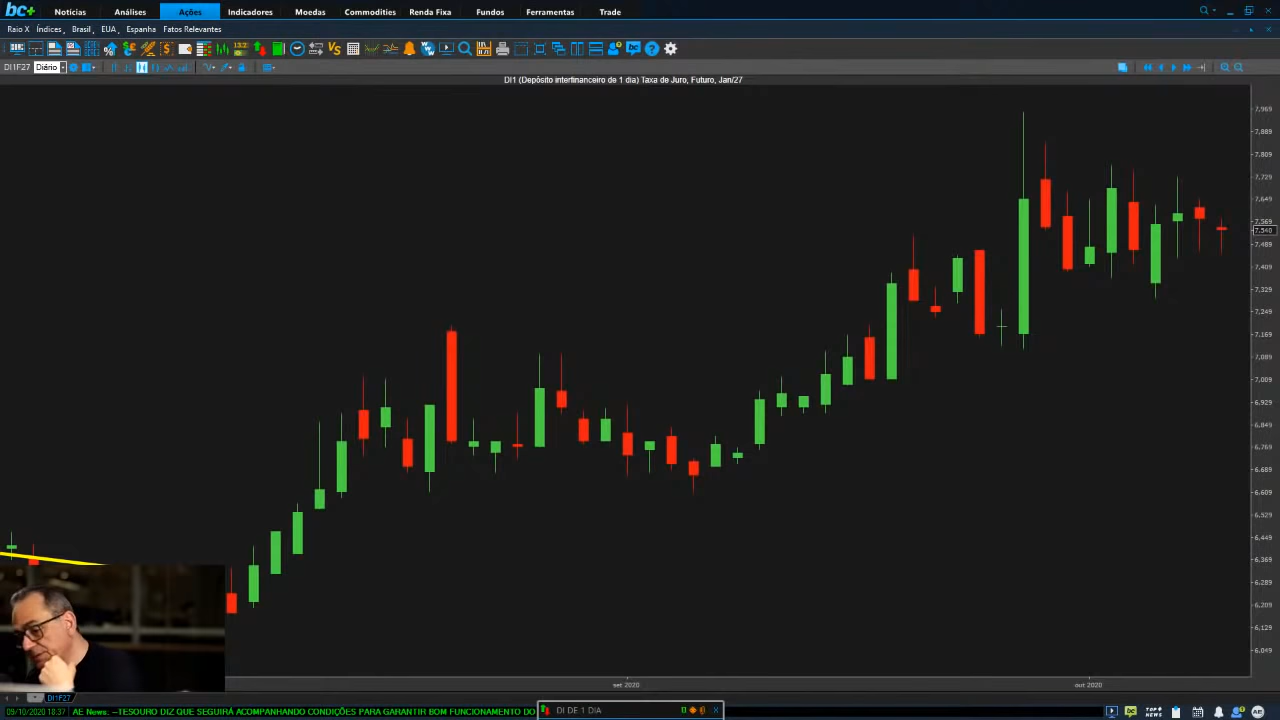 bc+ Notícias Análises Ações Indicadores Moedas Commodities Renda Fixa Fundos Ferramentas Trade
Raio X Índices Brasil EUA Espanha Fatos Relevantes
DI1F27 Diário
DI1 (Depósito interfinanceiro de 1 dia) Taxa de Juro, Futuro, Jan/27
7,969
7,889
7,809
7,729
7,649
7,569
7,540
7,489
7,409
7,329
7,249
7,169
7,089
7,009
6,929
6,849
6,769
6,689
6,609
6,529
6,449
6,369
6,289
6,209
6,129
6,049
set 2020 out 2020
DI1F27
09/10/2020 18:37 AE News: --TESOURO DIZ QUE SEGUIRÁ ACOMPANHANDO CONDIÇÕES PARA GARANTIR BOM FUNCIONAMENTO DO
DI DE 1 DIA
TOP NEWS
AE